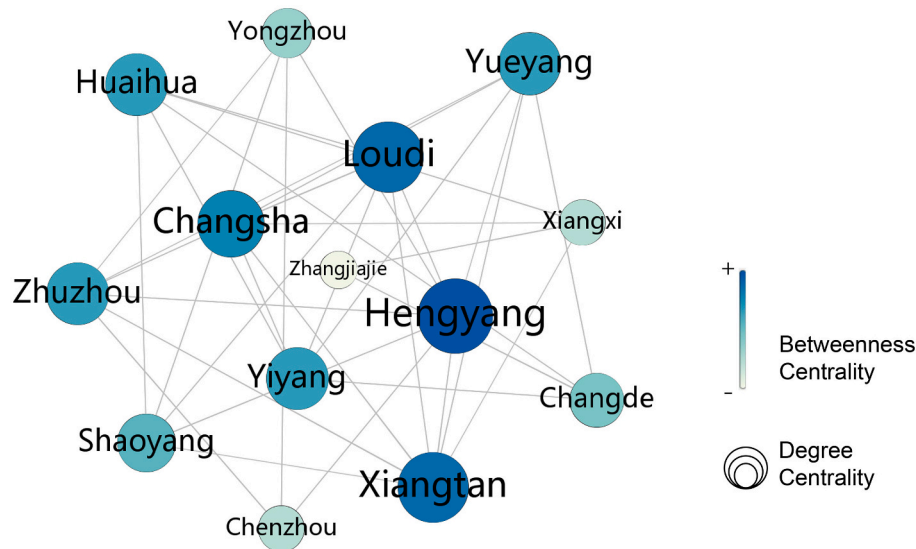 Yongzhou
Yueyang
Huaihua
Loudi
Changsha
Xiangxi
Zhangjiajie
+
Zhuzhou
Hengyang
Betweenness
Centrality
Yiyang
-
Changde
Shaoyang
Degree
Centrality
Xiangtan
Chenzhou